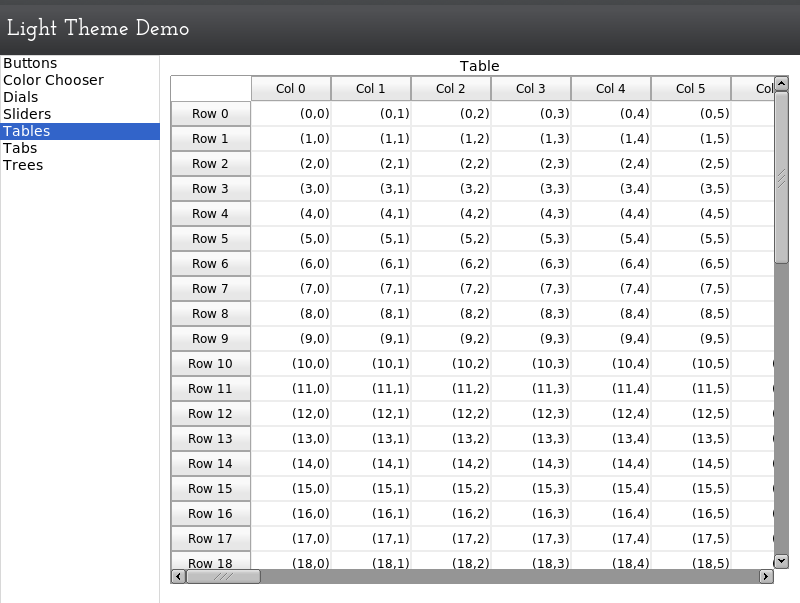 Light Theme Demo
Buttons
Color Chooser
Dials
Sliders
Tables
Tabs
Trees
Table
Col 0 Col 1 Col 2 Col 3 Col 4 Col 5 Col
Row 0 (0,0) (0,1) (0,2) (0,3) (0,4) (0,5)
Row 1 (1,0) (1,1) (1,2) (1,3) (1,4) (1,5)
Row 2 (2,0) (2,1) (2,2) (2,3) (2,4) (2,5)
Row 3 (3,0) (3,1) (3,2) (3,3) (3,4) (3,5)
Row 4 (4,0) (4,1) (4,2) (4,3) (4,4) (4,5)
Row 5 (5,0) (5,1) (5,2) (5,3) (5,4) (5,5)
Row 6 (6,0) (6,1) (6,2) (6,3) (6,4) (6,5)
Row 7 (7,0) (7,1) (7,2) (7,3) (7,4) (7,5)
Row 8 (8,0) (8,1) (8,2) (8,3) (8,4) (8,5)
Row 9 (9,0) (9,1) (9,2) (9,3) (9,4) (9,5)
Row 10 (10,0) (10,1) (10,2) (10,3) (10,4) (10,5)
Row 11 (11,0) (11,1) (11,2) (11,3) (11,4) (11,5)
Row 12 (12,0) (12,1) (12,2) (12,3) (12,4) (12,5)
Row 13 (13,0) (13,1) (13,2) (13,3) (13,4) (13,5)
Row 14 (14,0) (14,1) (14,2) (14,3) (14,4) (14,5)
Row 15 (15,0) (15,1) (15,2) (15,3) (15,4) (15,5)
Row 16 (16,0) (16,1) (16,2) (16,3) (16,4) (16,5)
Row 17 (17,0) (17,1) (17,2) (17,3) (17,4) (17,5)
Row 18 (18,0) (18,1) (18,2) (18,3) (18,4) (18,5)